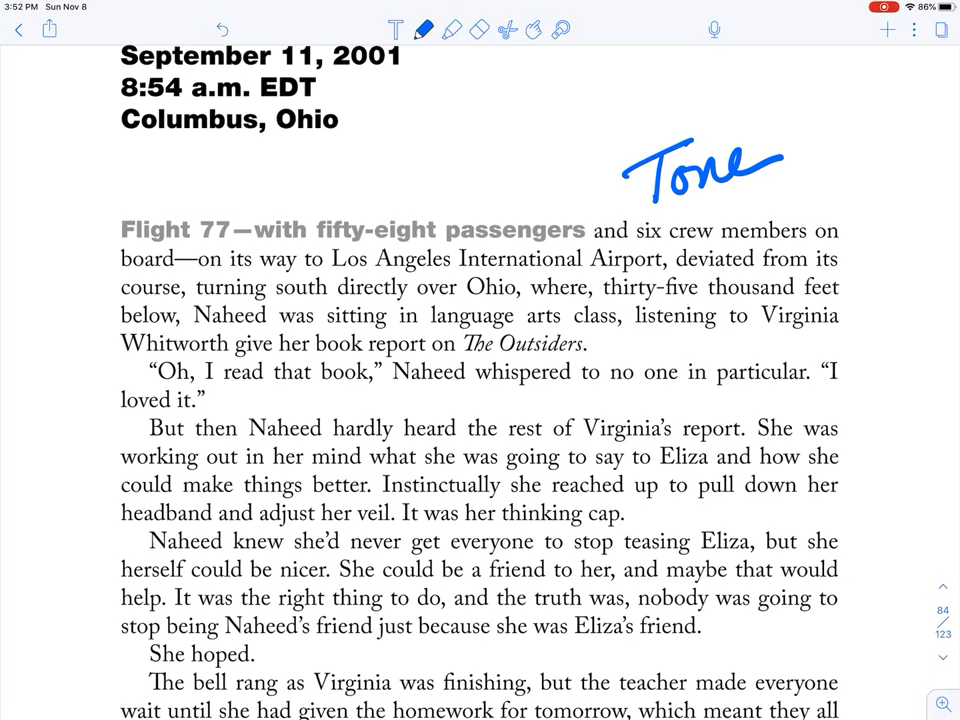 3:52 PM Sun Nov 8
86%
T
September 11, 2001
8:54 a.m. EDT
Columbus, Ohio
Tone
Flight 77—with fifty-eight passengers and six crew members on
board—on its way to Los Angeles International Airport, deviated from its
course, turning south directly over Ohio, where, thirty-five thousand feet
below, Naheed was sitting in language arts class, listening to Virginia
Whitworth give her book report on The Outsiders.
“Oh, I read that book,” Naheed whispered to no one in particular. “I
loved it.”
But then Naheed hardly heard the rest of Virginia’s report. She was
working out in her mind what she was going to say to Eliza and how she
could make things better. Instinctually she reached up to pull down her
headband and adjust her veil. It was her thinking cap.
Naheed knew she’d never get everyone to stop teasing Eliza, but she
herself could be nicer. She could be a friend to her, and maybe that would
help. It was the right thing to do, and the truth was, nobody was going to
stop being Naheed’s friend just because she was Eliza’s friend.
She hoped.
The bell rang as Virginia was finishing, but the teacher made everyone
wait until she had given the homework for tomorrow, which meant they all
84
/
123